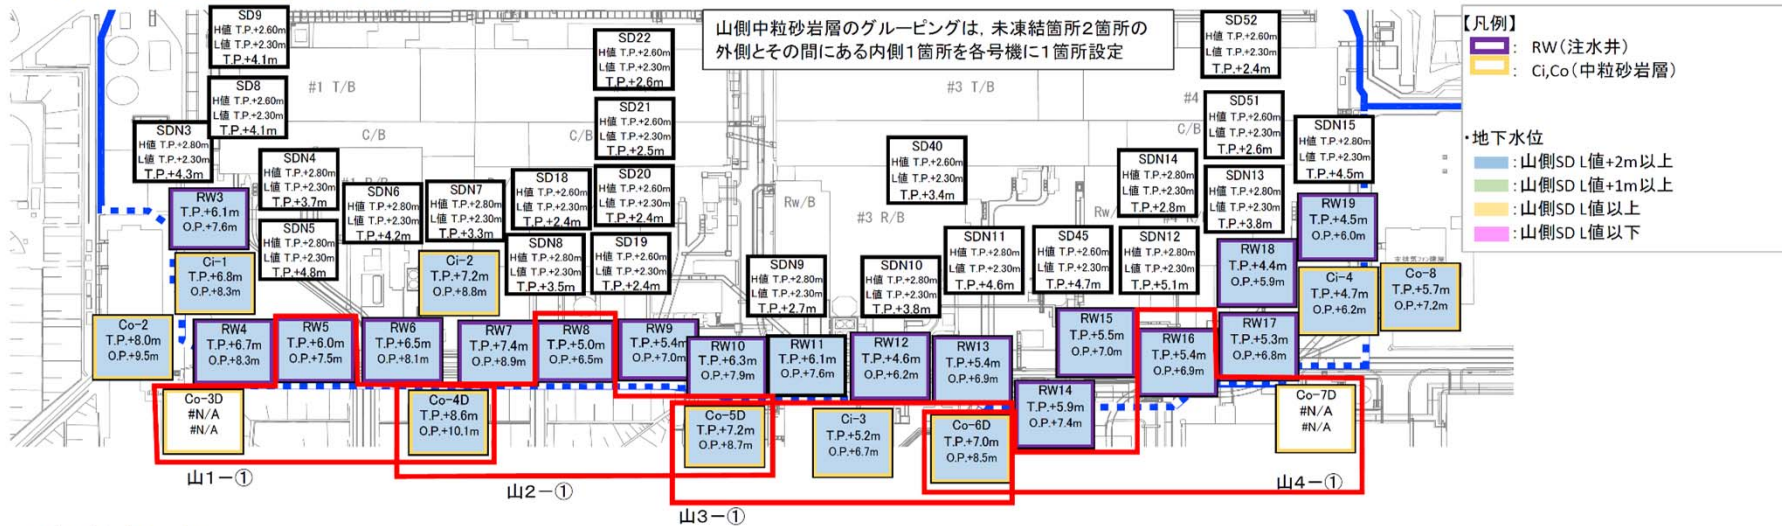 山側中粒砂岩層のグルーピングは，未凍結箇所2箇所の
外側とその間にある内側1箇所を各号機に1箇所設定
【凡例】
： RW(注水井)
： Ci,Co(中粒砂岩層)
・地下水位
：山側SD L値+2m以上
：山側SD L値+1m以上
：山側SD L値以上
：山側SD L値以下
SD9
H値 T.P.+2.60m
L値 T.P.+2.30m
T.P.+4.1m
SD8
H値 T.P.+2.60m
L値 T.P.+2.30m
T.P.+4.1m
SDN3
H値 T.P.+2.80m
L値 T.P.+2.30m
T.P.+4.3m
SDN4
H値 T.P.+2.80m
L値 T.P.+2.30m
T.P.+3.7m
SDN5
H値 T.P.+2.80m
L値 T.P.+2.30m
T.P.+4.8m
SDN6
H値 T.P.+2.80m
L値 T.P.+2.30m
T.P.+4.2m
SDN7
H値 T.P.+2.80m
L値 T.P.+2.30m
T.P.+3.3m
SD18
H値 T.P.+2.60m
L値 T.P.+2.30m
T.P.+2.4m
SDN8
H値 T.P.+2.80m
L値 T.P.+2.30m
T.P.+3.5m
SD22
H値 T.P.+2.60m
L値 T.P.+2.30m
T.P.+2.6m
SD21
H値 T.P.+2.60m
L値 T.P.+2.30m
T.P.+2.5m
SD20
H値 T.P.+2.60m
L値 T.P.+2.30m
T.P.+2.4m
SD19
H値 T.P.+2.60m
L値 T.P.+2.30m
T.P.+2.4m
SDN9
H値 T.P.+2.80m
L値 T.P.+2.30m
T.P.+2.7m
SD40
H値 T.P.+2.60m
L値 T.P.+2.30m
T.P.+3.4m
SDN10
H値 T.P.+2.80m
L値 T.P.+2.30m
T.P.+3.8m
SDN11
H値 T.P.+2.80m
L値 T.P.+2.30m
T.P.+4.6m
SD45
H値 T.P.+2.60m
L値 T.P.+2.30m
T.P.+4.7m
SDN14
H値 T.P.+2.80m
L値 T.P.+2.30m
T.P.+2.8m
SDN12
H値 T.P.+2.80m
L値 T.P.+2.30m
T.P.+5.1m
SD52
H値 T.P.+2.60m
L値 T.P.+2.30m
T.P.+2.4m
SD51
H値 T.P.+2.60m
L値 T.P.+2.30m
T.P.+2.6m
SDN13
H値 T.P.+2.80m
L値 T.P.+2.30m
T.P.+3.8m
SDN15
H値 T.P.+2.80m
L値 T.P.+2.30m
T.P.+4.5m
#1 T/B
C/B
C/B
#3 T/B
#4
C/B
Rw/B
#3 R/B
RW3
T.P.+6.1m
O.P.+7.6m
Ci-1
T.P.+6.8m
O.P.+8.3m
Co-2
T.P.+8.0m
O.P.+9.5m
RW4
T.P.+6.7m
O.P.+8.3m
RW5
T.P.+6.0m
O.P.+7.5m
RW6
T.P.+6.5m
O.P.+8.1m
Ci-2
T.P.+7.2m
O.P.+8.8m
RW7
T.P.+7.4m
O.P.+8.9m
RW8
T.P.+5.0m
O.P.+6.5m
RW9
T.P.+5.4m
O.P.+7.0m
RW10
T.P.+6.3m
O.P.+7.9m
RW11
T.P.+6.1m
O.P.+7.6m
RW12
T.P.+4.6m
O.P.+6.2m
RW13
T.P.+5.4m
O.P.+6.9m
RW14
T.P.+5.9m
O.P.+7.4m
RW15
T.P.+5.5m
O.P.+7.0m
RW16
T.P.+5.4m
O.P.+6.9m
RW17
T.P.+5.3m
O.P.+6.8m
RW18
T.P.+4.4m
O.P.+5.9m
RW19
T.P.+4.5m
O.P.+6.0m
Ci-4
T.P.+4.7m
O.P.+6.2m
Co-8
T.P.+5.7m
O.P.+7.2m
Co-3D
#N/A
#N/A
Co-4D
T.P.+8.6m
O.P.+10.1m
Co-5D
T.P.+7.2m
O.P.+8.7m
Ci-3
T.P.+5.2m
O.P.+6.7m
Co-6D
T.P.+7.0m
O.P.+8.5m
Co-7D
#N/A
#N/A
山1－①
山2－①
山3－①
山4－①